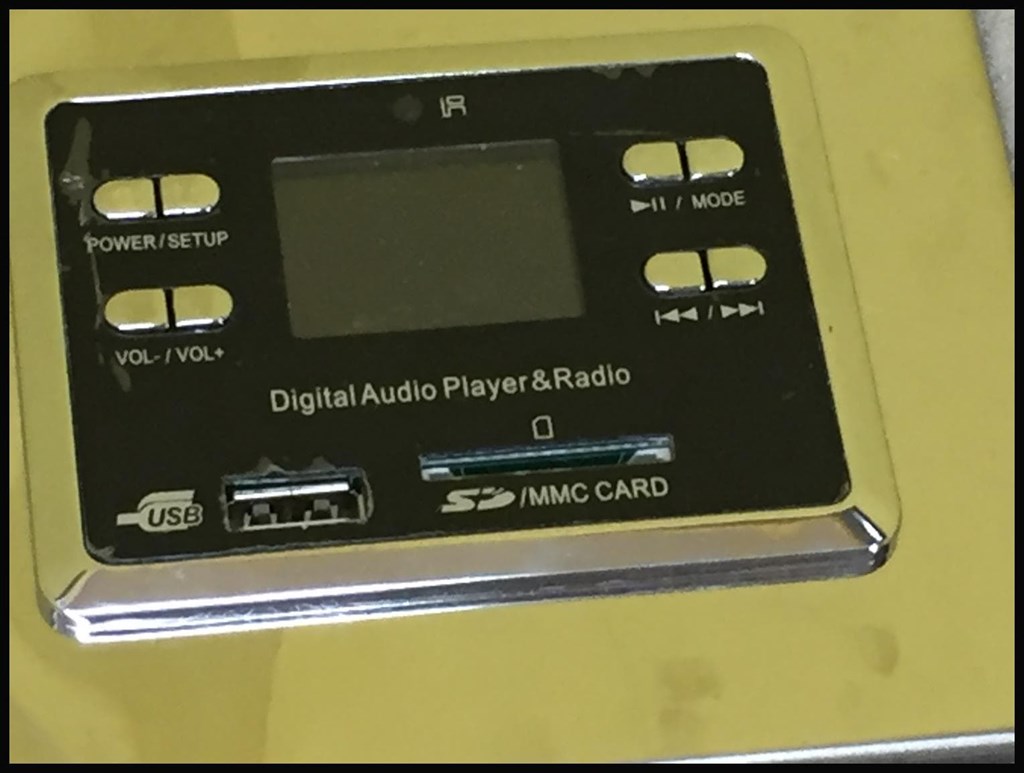 IR
POWER/SETUP
▶II / MODE
VOL-/VOL+
I◀◀ / ▶▶I
Digital Audio Player&Radio
USB
SD/MMC CARD